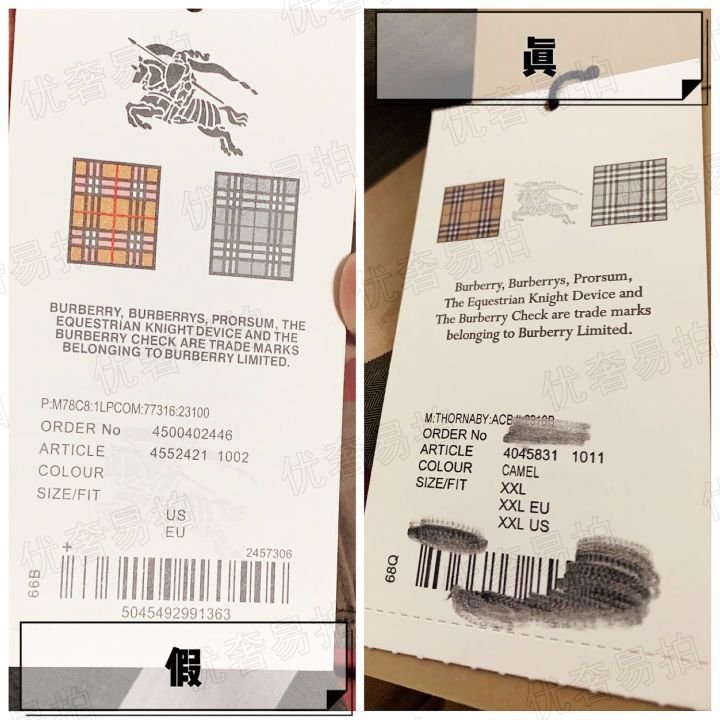 BURBERRY, BURBERRYS, PRORSUM, THE
EQUESTRIAN KNIGHT DEVICE AND THE
BURBERRY CHECK ARE TRADE MARKS
BELONGING TO BURBERRY LIMITED.
P:M78C8:1LPCOM:77316:23100
ORDER No 4500402446
ARTICLE 4552421 1002
COLOUR
SIZE/FIT
US
EU
+
2457306
66B
5045492991363
假
真
Burberry, Burberrys, Prorsum,
The Equestrian Knight Device and
The Burberry Check are trade marks
belonging to Burberry Limited.
M:THORNABY:ACB
ORDER No
ARTICLE 4045831 1011
COLOUR CAMEL
SIZE/FIT XXL
XXL EU
XXL US
68Q
优奢易拍